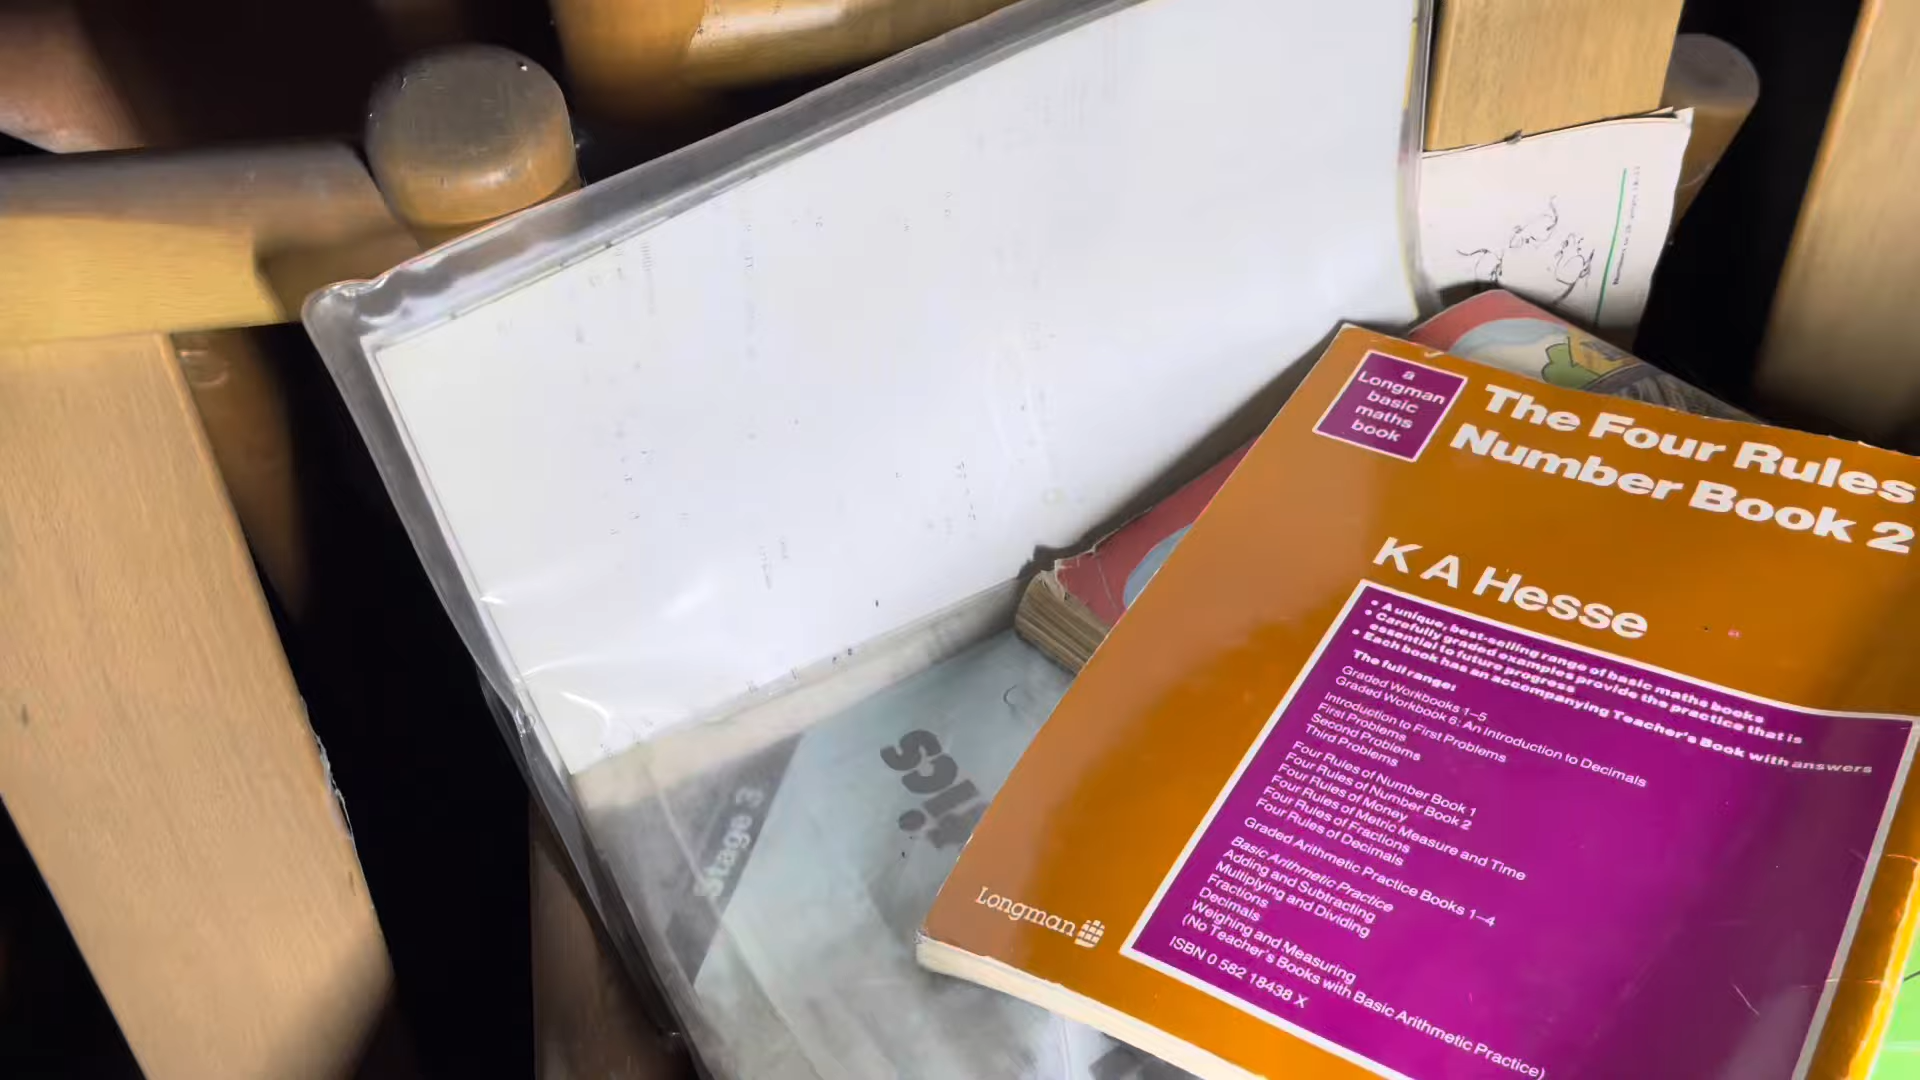 a
Longman
basic
maths
book
The Four Rules
Number Book 2
K A Hesse
• A unique, best-selling range of basic maths books
• Carefully graded examples provide the practice that is
essential to future progress
• Each book has an accompanying Teacher's Book with answers
The full range:
Graded Workbooks 1–5
Graded Workbook 6: An Introduction to Decimals
Introduction to First Problems
First Problems
Second Problems
Third Problems
Four Rules of Number Book 1
Four Rules of Number Book 2
Four Rules of Money
Four Rules of Metric Measure and Time
Four Rules of Fractions
Four Rules of Decimals
Graded Arithmetic Practice Books 1–4
Basic Arithmetic Practice
Adding and Subtracting
Multiplying and Dividing
Fractions
Decimals
Weighing and Measuring
(No Teacher's Books with Basic Arithmetic Practice)
ISBN 0 582 18438 X
Longman
Stage 3